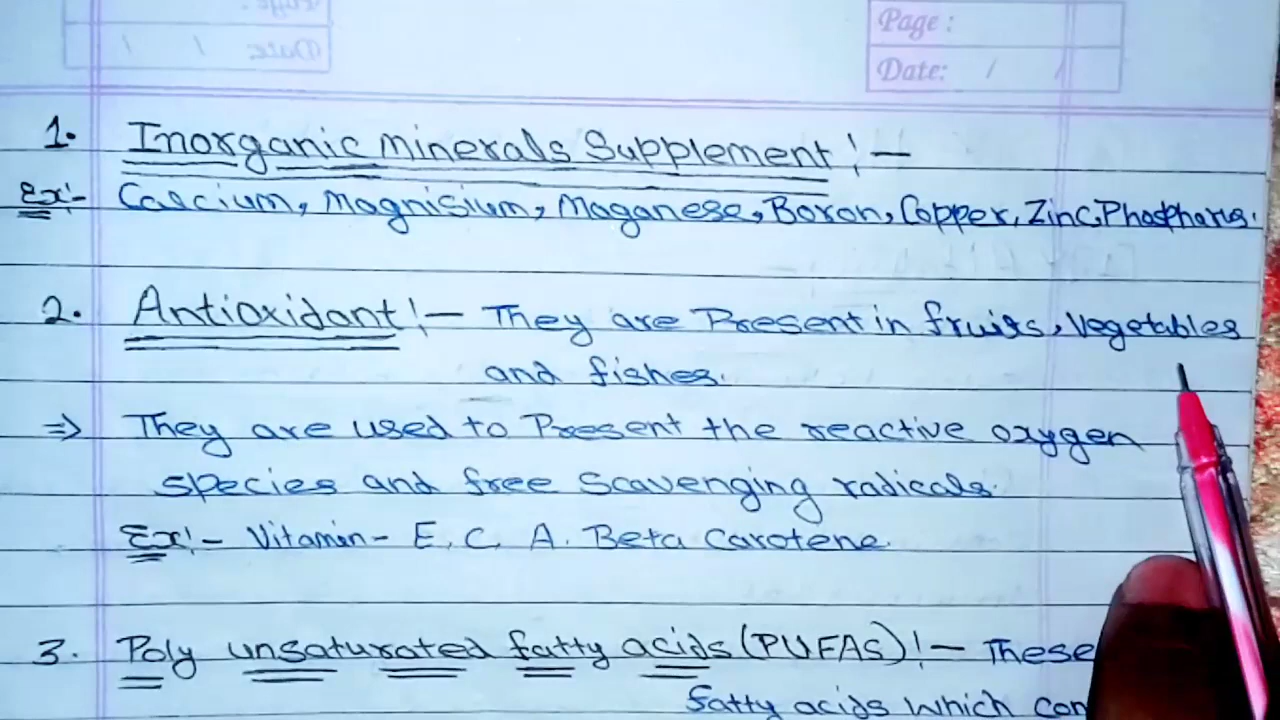 Page :
Date: / /
1. Inorganic minerals Supplement :-
Ex:- Calcium, Magnisium, Maganese, Boron, Copper, Zinc, Phospharus.
2. Antioxidant :- They are Present in fruits, vegetables
and fishes.
⇒ They are used to Present the reactive oxygen
species and free scavenging radicals.
Ex:- Vitamin - E, C, A. Beta Carotene.
3. Poly unsaturated fatty acids (PUFAs) :- These
fatty acids which con